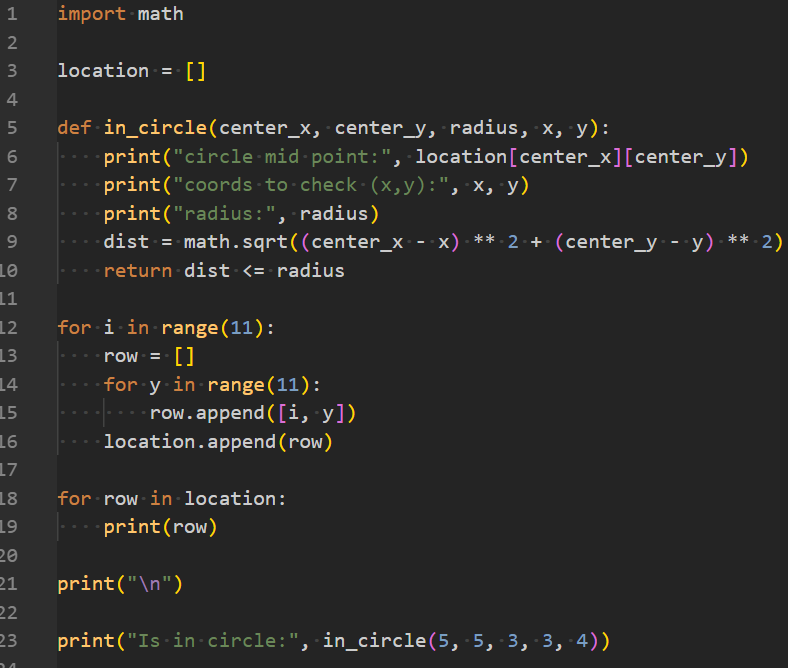 1 import math
2
3 location = []
4
5 def in_circle(center_x, center_y, radius, x, y):
6     print("circle mid point:", location[center_x][center_y])
7     print("coords to check (x,y):", x, y)
8     print("radius:", radius)
9     dist = math.sqrt((center_x - x) ** 2 + (center_y - y) ** 2)
10     return dist <= radius
11
12 for i in range(11):
13     row = []
14     for y in range(11):
15         row.append([i, y])
16     location.append(row)
17
18 for row in location:
19     print(row)
20
21 print("\n")
22
23 print("Is in circle:", in_circle(5, 5, 3, 3, 4))